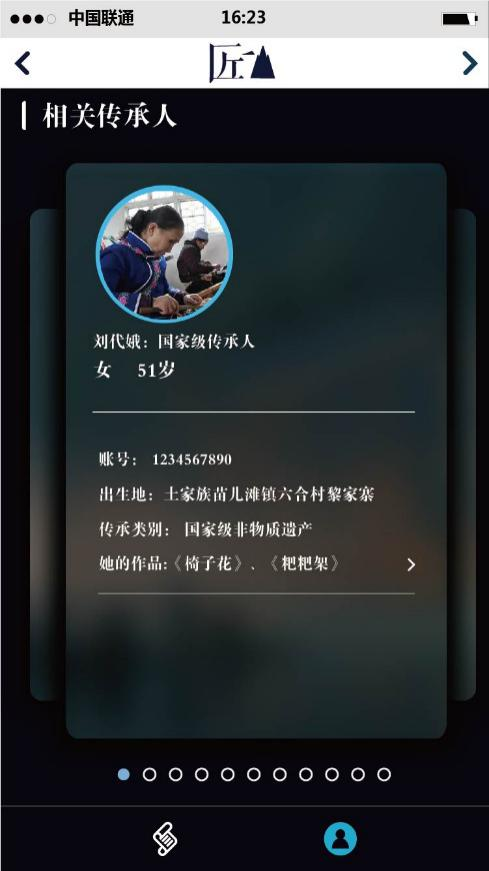 中国联通 16:23
匠
相关传承人
刘代娥：国家级传承人
女 51岁
账号： 1234567890
出生地：土家族苗儿滩镇六合村黎家寨
传承类别： 国家级非物质遗产
她的作品:《椅子花》、《粑粑架》